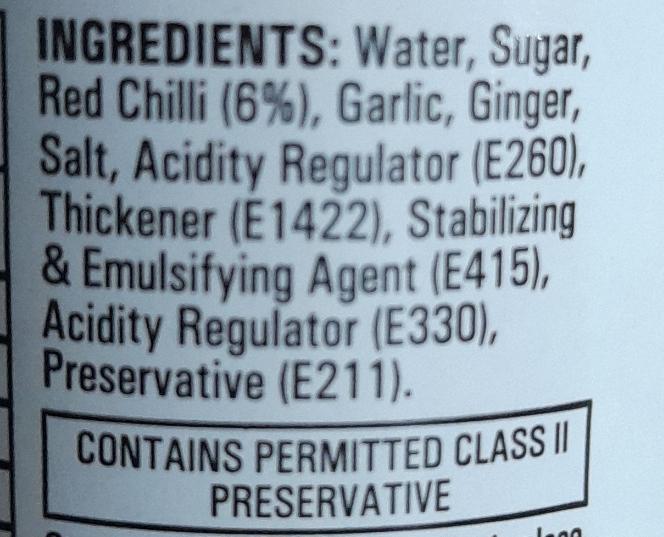 INGREDIENTS: Water, Sugar,
Red Chilli (6%), Garlic, Ginger,
Salt, Acidity Regulator (E260),
Thickener (E1422), Stabilizing
& Emulsifying Agent (E415),
Acidity Regulator (E330),
Preservative (E211).
CONTAINS PERMITTED CLASS II
PRESERVATIVE